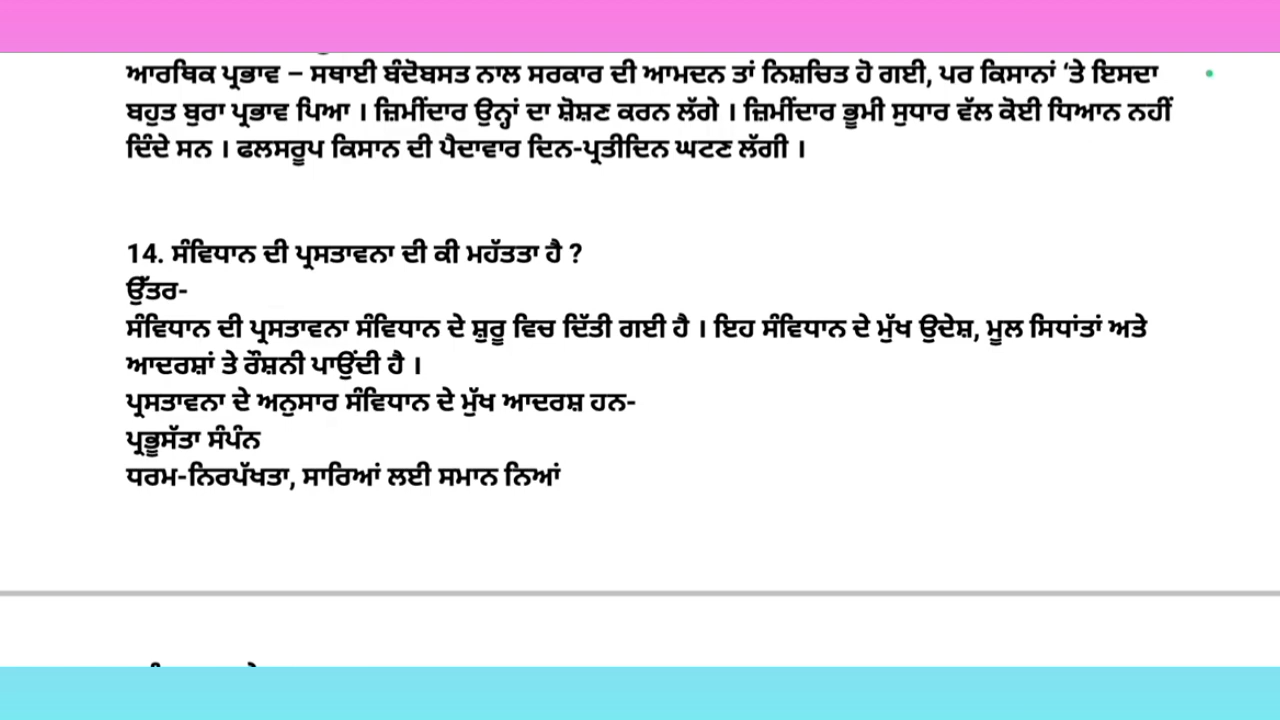 ਆਰਥਿਕ ਪ੍ਰਭਾਵ – ਸਥਾਈ ਬੰਦੋਬਸਤ ਨਾਲ ਸਰਕਾਰ ਦੀ ਆਮਦਨ ਤਾਂ ਨਿਸ਼ਚਿਤ ਹੋ ਗਈ, ਪਰ ਕਿਸਾਨਾਂ ‘ਤੇ ਇਸਦਾ
ਬਹੁਤ ਬੁਰਾ ਪ੍ਰਭਾਵ ਪਿਆ । ਜ਼ਿਮੀਂਦਾਰ ਉਨ੍ਹਾਂ ਦਾ ਸ਼ੋਸ਼ਣ ਕਰਨ ਲੱਗੇ । ਜ਼ਿਮੀਂਦਾਰ ਭੂਮੀ ਸੁਧਾਰ ਵੱਲ ਕੋਈ ਧਿਆਨ ਨਹੀਂ
ਦਿੰਦੇ ਸਨ । ਫਲਸਰੂਪ ਕਿਸਾਨ ਦੀ ਪੈਦਾਵਾਰ ਦਿਨ-ਪ੍ਰਤੀਦਿਨ ਘਟਣ ਲੱਗੀ ।
14. ਸੰਵਿਧਾਨ ਦੀ ਪ੍ਰਸਤਾਵਨਾ ਦੀ ਕੀ ਮਹੱਤਤਾ ਹੈ ?
ਉੱਤਰ-
ਸੰਵਿਧਾਨ ਦੀ ਪ੍ਰਸਤਾਵਨਾ ਸੰਵਿਧਾਨ ਦੇ ਸ਼ੁਰੂ ਵਿਚ ਦਿੱਤੀ ਗਈ ਹੈ । ਇਹ ਸੰਵਿਧਾਨ ਦੇ ਮੁੱਖ ਉਦੇਸ਼, ਮੂਲ ਸਿਧਾਂਤਾਂ ਅਤੇ
ਆਦਰਸ਼ਾਂ ਤੇ ਰੌਸ਼ਨੀ ਪਾਉਂਦੀ ਹੈ ।
ਪ੍ਰਸਤਾਵਨਾ ਦੇ ਅਨੁਸਾਰ ਸੰਵਿਧਾਨ ਦੇ ਮੁੱਖ ਆਦਰਸ਼ ਹਨ-
ਪ੍ਰਭੂਸੱਤਾ ਸੰਪੰਨ
ਧਰਮ-ਨਿਰਪੱਖਤਾ, ਸਾਰਿਆਂ ਲਈ ਸਮਾਨ ਨਿਆਂ